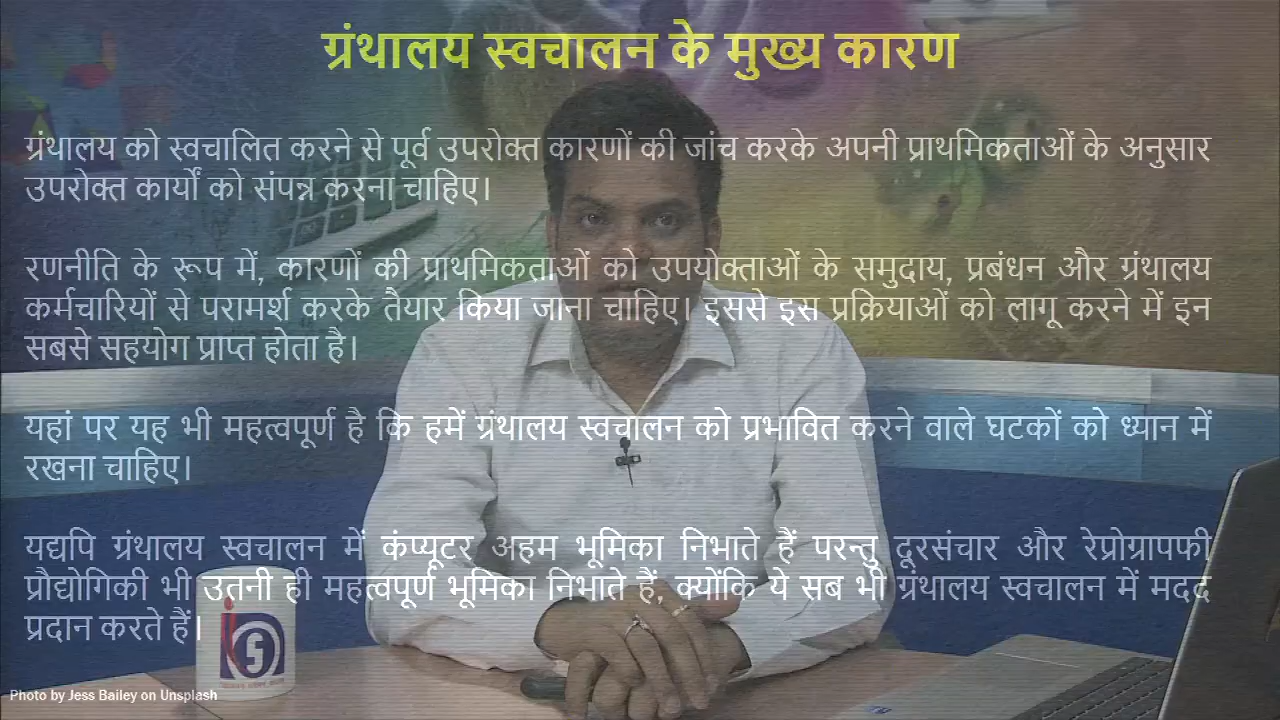 ग्रंथालय स्वचालन के मुख्य कारण
ग्रंथालय को स्वचालित करने से पूर्व उपरोक्त कारणों की जांच करके अपनी प्राथमिकताओं के अनुसार
उपरोक्त कार्यों को संपन्न करना चाहिए।
रणनीति के रूप में, कारणों की प्राथमिकताओं को उपयोक्ताओं के समुदाय, प्रबंधन और ग्रंथालय
कर्मचारियों से परामर्श करके तैयार किया जाना चाहिए। इससे इस प्रक्रियाओं को लागू करने में इन
सबसे सहयोग प्राप्त होता है।
यहां पर यह भी महत्वपूर्ण है कि हमें ग्रंथालय स्वचालन को प्रभावित करने वाले घटकों को ध्यान में
रखना चाहिए।
यद्यपि ग्रंथालय स्वचालन में कंप्यूटर अहम भूमिका निभाते हैं परन्तु दूरसंचार और रेप्रोग्रापफी
प्रौद्योगिकी भी उतनी ही महत्वपूर्ण भूमिका निभाते हैं, क्योंकि ये सब भी ग्रंथालय स्वचालन में मदद
प्रदान करते हैं।
Photo by Jess Bailey on Unsplash